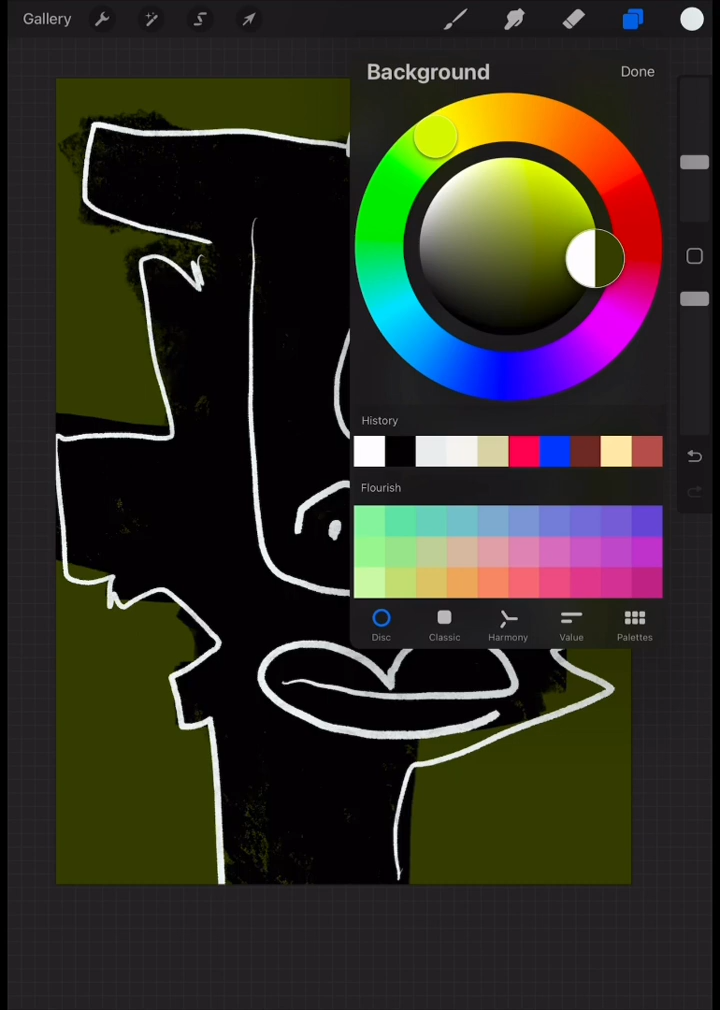 Gallery
Background Done
History
Flourish
Disc Classic Harmony Value Palettes